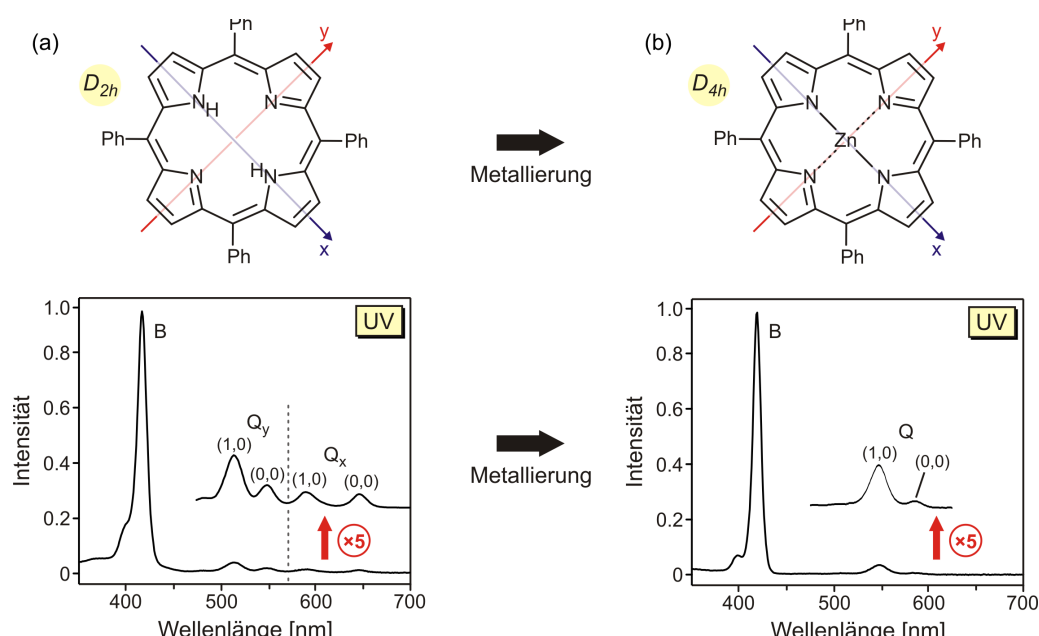 (a)
D2h
Ph
y
N
H
N
Ph
Ph
H
N
N
Ph
x
Metallierung
(b)
D4h
Ph
y
N
N
Ph
Zn
Ph
N
N
Ph
x
1.0
0.8
0.6
0.4
0.2
0
Intensität
B
UV
Qy
(1,0)
(0,0)
Qx
(1,0)
(0,0)
×5
400
500
600
700
Wellenlänge [nm]
Metallierung
1.0
0.8
0.6
0.4
0.2
0
Intensität
B
UV
Q
(1,0)
(0,0)
×5
400
500
600
700
Wellenlänge [nm]